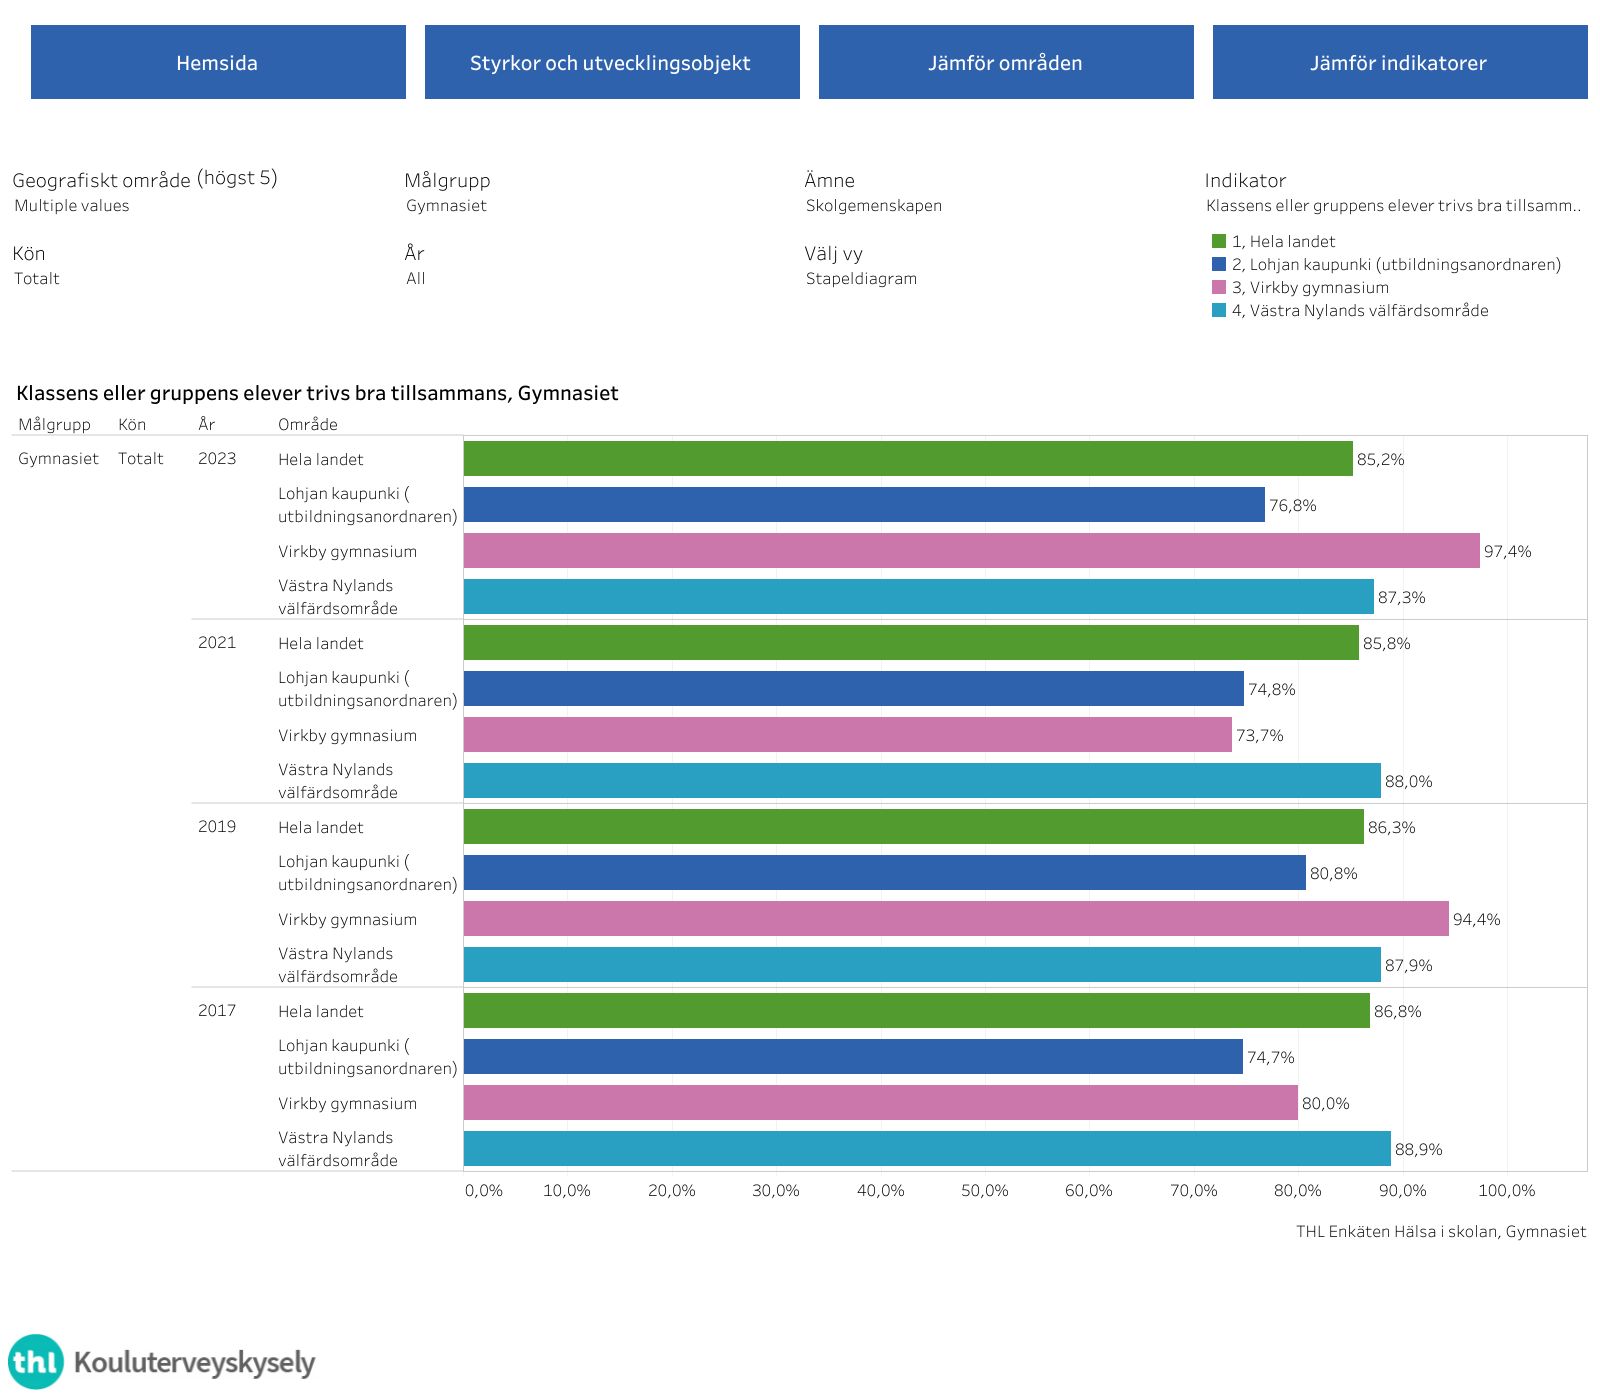 Hemsida
Styrkor och utvecklingsobjekt
Jämför områden
Jämför indikatorer
Geografiskt område (högst 5)
Multiple values
Målgrupp
Gymnasiet
Ämne
Skolgemenskapen
Indikator
Klassens eller gruppens elever trivs bra tillsamm..
Kön
Totalt
År
All
Välj vy
Stapeldiagram
1, Hela landet
2, Lohjan kaupunki (utbildningsanordnaren)
3, Virkby gymnasium
4, Västra Nylands välfärdsområde
Klassens eller gruppens elever trivs bra tillsammans, Gymnasiet
Målgrupp Kön År Område
Gymnasiet Totalt 2023 Hela landet 85,2%
Lohjan kaupunki (
utbildningsanordnaren) 76,8%
Virkby gymnasium 97,4%
Västra Nylands
välfärdsområde 87,3%
2021 Hela landet 85,8%
Lohjan kaupunki (
utbildningsanordnaren) 74,8%
Virkby gymnasium 73,7%
Västra Nylands
välfärdsområde 88,0%
2019 Hela landet 86,3%
Lohjan kaupunki (
utbildningsanordnaren) 80,8%
Virkby gymnasium 94,4%
Västra Nylands
välfärdsområde 87,9%
2017 Hela landet 86,8%
Lohjan kaupunki (
utbildningsanordnaren) 74,7%
Virkby gymnasium 80,0%
Västra Nylands
välfärdsområde 88,9%
0,0% 10,0% 20,0% 30,0% 40,0% 50,0% 60,0% 70,0% 80,0% 90,0% 100,0%
THL Enkäten Hälsa i skolan, Gymnasiet
thl Kouluterveyskysely